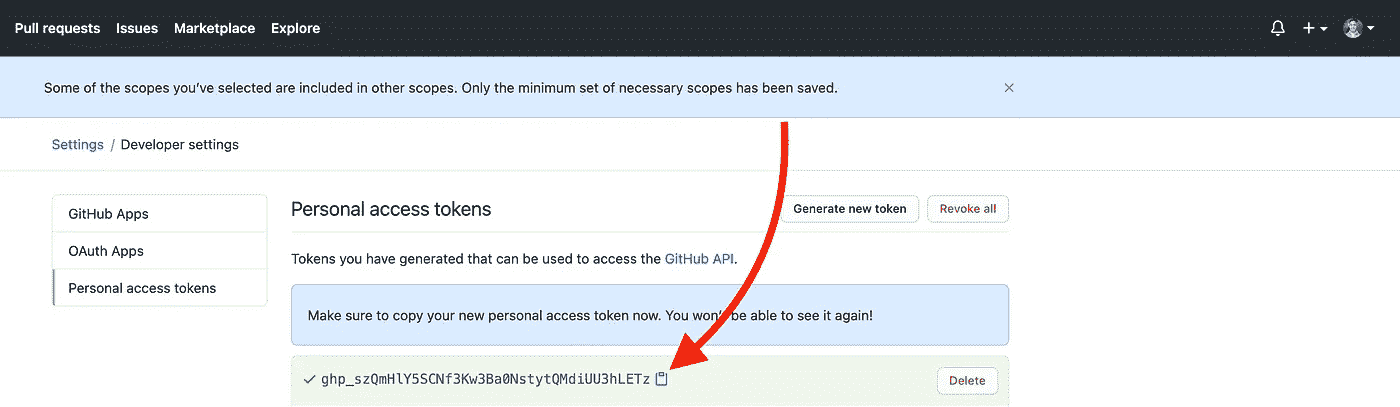 Pull requests Issues Marketplace Explore
Some of the scopes you've selected are included in other scopes. Only the minimum set of necessary scopes has been saved.
Settings / Developer settings
GitHub Apps
OAuth Apps
Personal access tokens
Personal access tokens
Generate new token
Revoke all
Tokens you have generated that can be used to access the GitHub API.
Make sure to copy your new personal access token now. You won't be able to see it again!
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
Delete